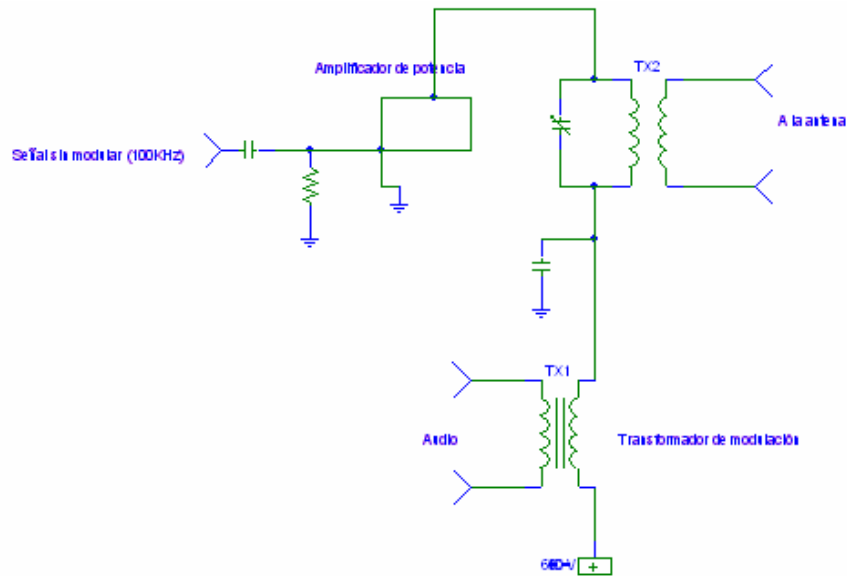 Amplificador de potencia
TX2
A la antena
Señal sin modular (100KHz)
TX1
Audio
Transformador de modulación
+